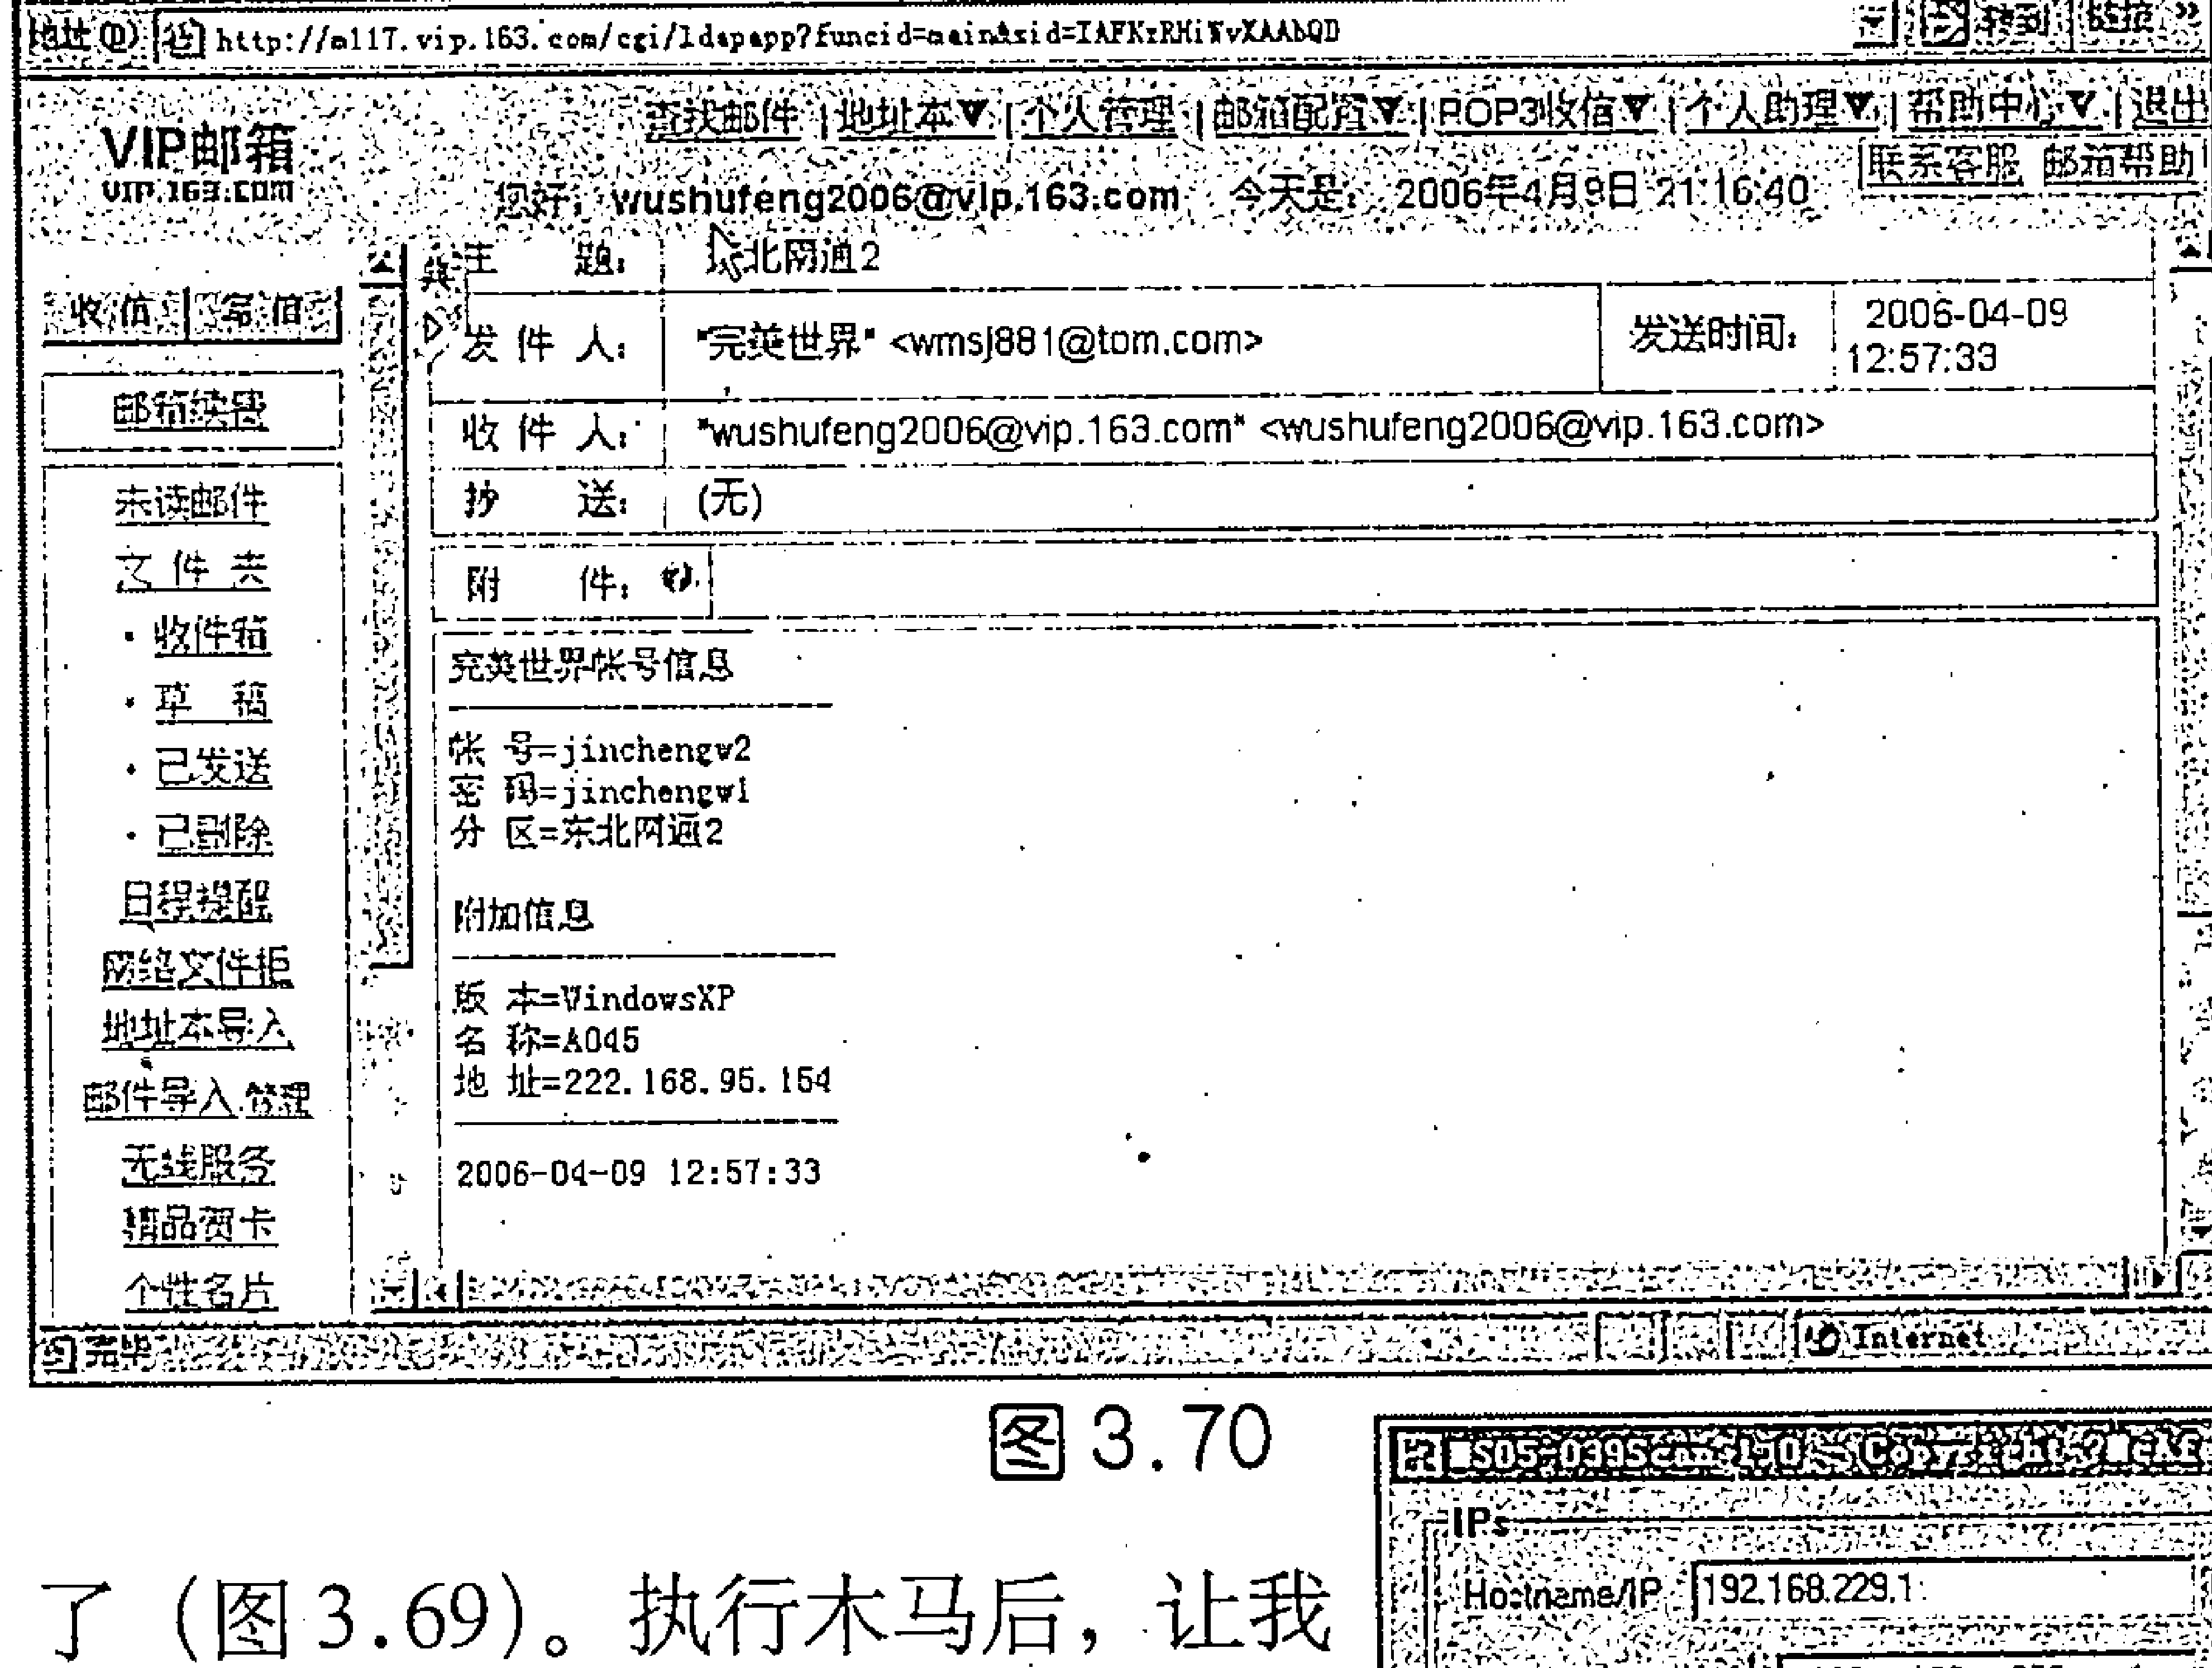 地址(D) http://m117.vip.163.com/cgi/ldapapp?funcid=main&sid=IAFKzRHiWvXAAbQD 转到 链接 »
查找邮件 | 地址本▼ | 个人管理 | 邮箱配置▼ | POP3收信▼ | 个人助理▼ | 帮助中心▼ | 退出
VIP邮箱
vip.163.com
联系客服 邮箱帮助
您好，wushufeng2006@vip.163.com 今天是： 2006年4月9日 21:16:40
收信 写信
邮箱续费
未读邮件
文件夹
· 收件箱
· 草 稿
· 已发送
· 已删除
日程提醒
网络文件柜
地址本导入
邮件导入 管理
无线服务
精品贺卡
个性名片
主 题： 北网通2
发 件 人： "完美世界" <wmsj881@tom.com> 发送时间： 2006-04-09 12:57:33
收 件 人： "wushufeng2006@vip.163.com" <wushufeng2006@vip.163.com>
抄 送： (无)
附 件：
完美世界帐号信息
帐 号=jinchengw2
密 码=jinchengw1
分 区=东北网通2
附加信息
版 本=WindowsXP
名 称=A045
地 址=222.168.95.154
2006-04-09 12:57:33
完毕 Internet
图 3.70
了（图 3.69）。执行木马后，让我
IPs
Hostname/IP 192.168.229.1